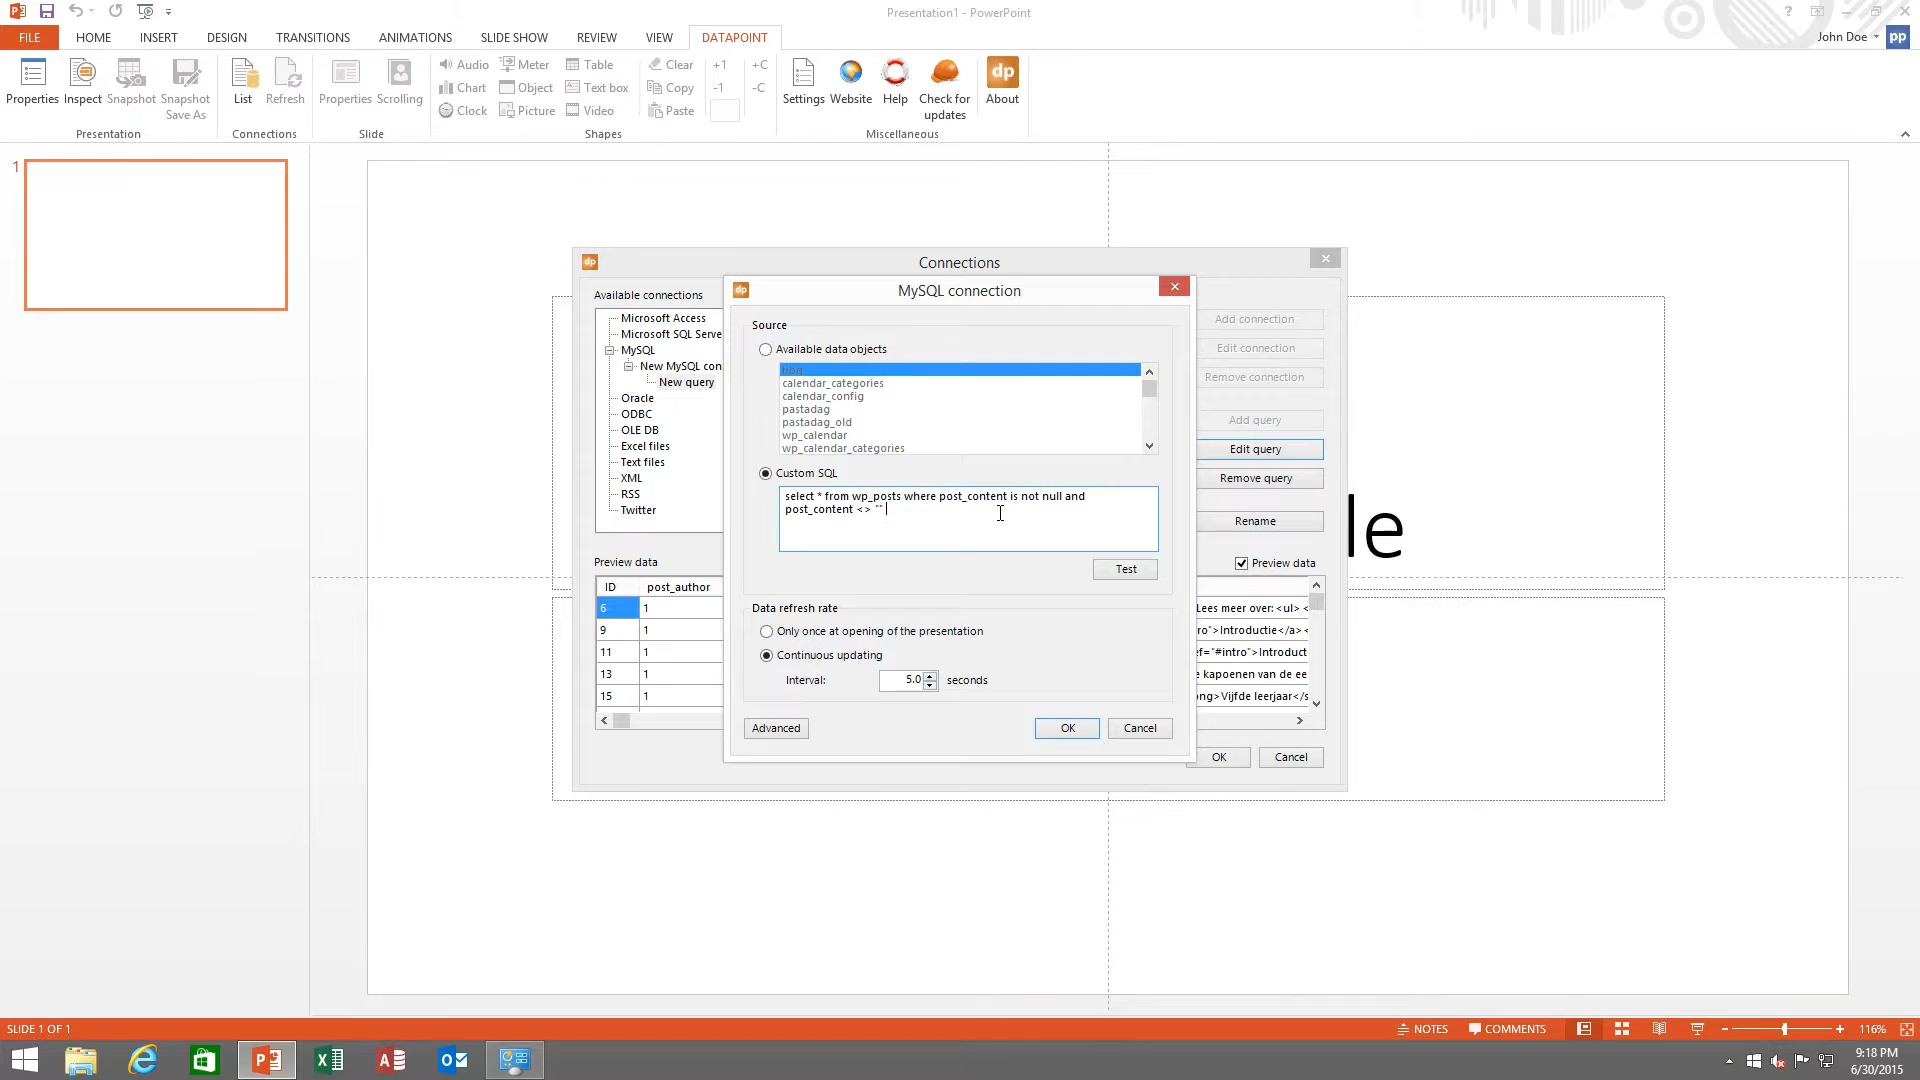 Presentation1 - PowerPoint
?
FILE
HOME
INSERT
DESIGN
TRANSITIONS
ANIMATIONS
SLIDE SHOW
REVIEW
VIEW
DATAPOINT
John Doe
pp
Properties
Inspect
Snapshot
Snapshot
Save As
List
Refresh
Properties
Scrolling
Audio
Meter
Table
Chart
Object
Text box
Clock
Picture
Video
Clear
Copy
Paste
+1
+C
-1
-C
Settings
Website
Help
Check for
updates
dp
About
Presentation
Connections
Slide
Shapes
Miscellaneous
1
dp
Connections
Available connections
Microsoft Access
Microsoft SQL Serve
MySQL
New MySQL con
New query
Oracle
ODBC
OLE DB
Excel files
Text files
XML
RSS
Twitter
Add connection
Edit connection
Remove connection
Add query
Edit query
Remove query
Rename
Preview data
Preview data
ID
post_author
6
1
Lees meer over: <ul> <
9
1
ro">Introductie</a> <
11
1
ef="#intro">Introduct
13
1
e kapoenen van de ee
15
1
ong>Vijfde leerjaar</s
OK
Cancel
le
dp
MySQL connection
Source
Available data objects
calendar_categories
calendar_config
pastadag
pastadag_old
wp_calendar
wp_calendar_categories
Custom SQL
select * from wp_posts where post_content is not null and
post_content <> ""
Test
Data refresh rate
Only once at opening of the presentation
Continuous updating
Interval:
5.0
seconds
Advanced
OK
Cancel
SLIDE 1 OF 1
NOTES
COMMENTS
116%
9:18 PM
6/30/2015